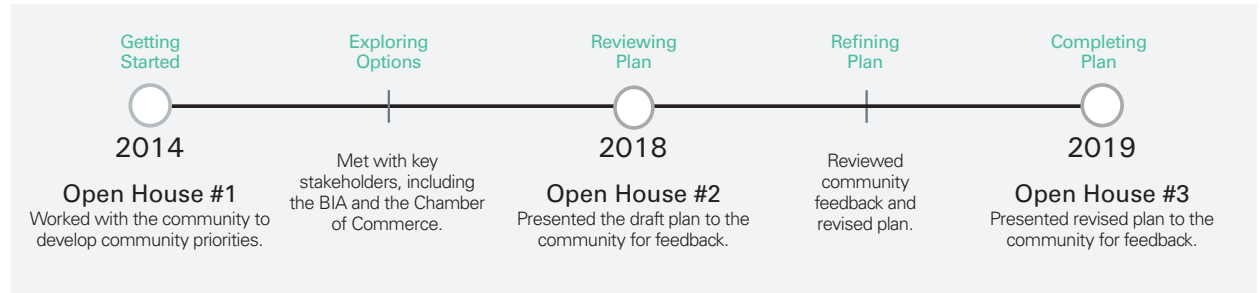 Getting
Started
2014
Open House #1
Worked with the community to
develop community priorities.
Exploring
Options
Met with key
stakeholders, including
the BIA and the Chamber
of Commerce.
Reviewing
Plan
2018
Open House #2
Presented the draft plan to the
community for feedback.
Refining
Plan
Reviewed
community
feedback and
revised plan.
Completing
Plan
2019
Open House #3
Presented revised plan to the
community for feedback.